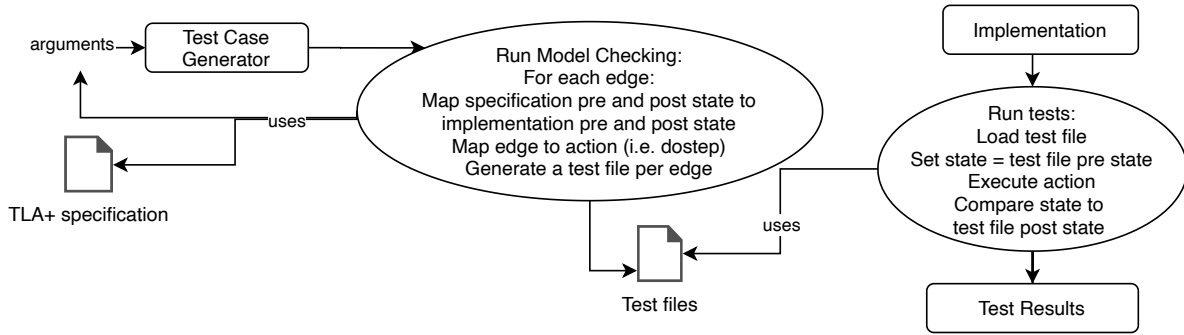 arguments
Test Case
Generator
Run Model Checking:
For each edge:
Map specification pre and post state to
implementation pre and post state
Map edge to action (i.e. dostep)
Generate a test file per edge
uses
TLA+ specification
Test files
uses
Implementation
Run tests:
Load test file
Set state = test file pre state
Execute action
Compare state to
test file post state
Test Results